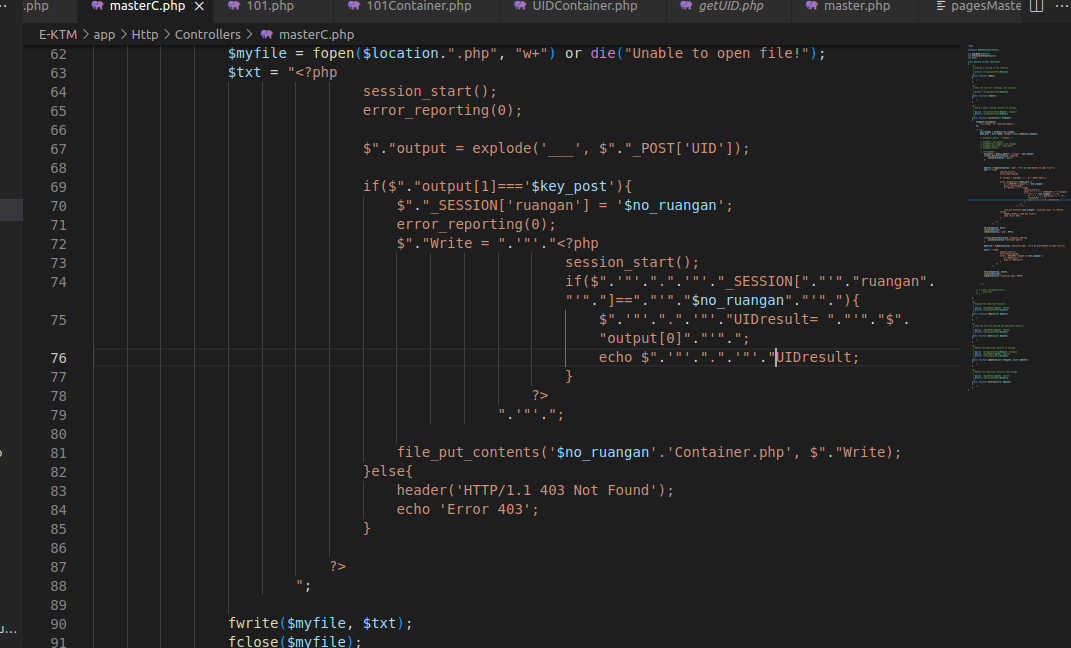 .php
masterC.php
101.php
101Container.php
UIDContainer.php
getUID.php
master.php
pagesMaste
E-KTM > app > Http > Controllers > masterC.php
62 $myfile = fopen($location.".php", "w+") or die("Unable to open file!");
63 $txt = "<?php
64 session_start();
65 error_reporting(0);
66
67 $"."output = explode('___', $"."_POST['UID']);
68
69 if($"."output[1]==='$key_post'){
70 $"."_SESSION['ruangan'] = '$no_ruangan';
71 error_reporting(0);
72 $"."Write = ".'"'."<?php
73 session_start();
74 if($".'"'.".".'"'."_SESSION["."'"."ruangan".
"'"."]=="."'"."$no_ruangan"."'"."){
75 $".'"'.".".'"'."UIDresult= "."'"."$".
"output[0]"."'".";
76 echo $".'"'.".".'"'."UIDresult;
77 }
78 ?>
79 ".'"'.";
80
81 file_put_contents('$no_ruangan'.'Container.php', $"."Write);
82 }else{
83 header('HTTP/1.1 403 Not Found');
84 echo 'Error 403';
85 }
86
87 ?>
88 ";
89
90 fwrite($myfile, $txt);
91 fclose($myfile);